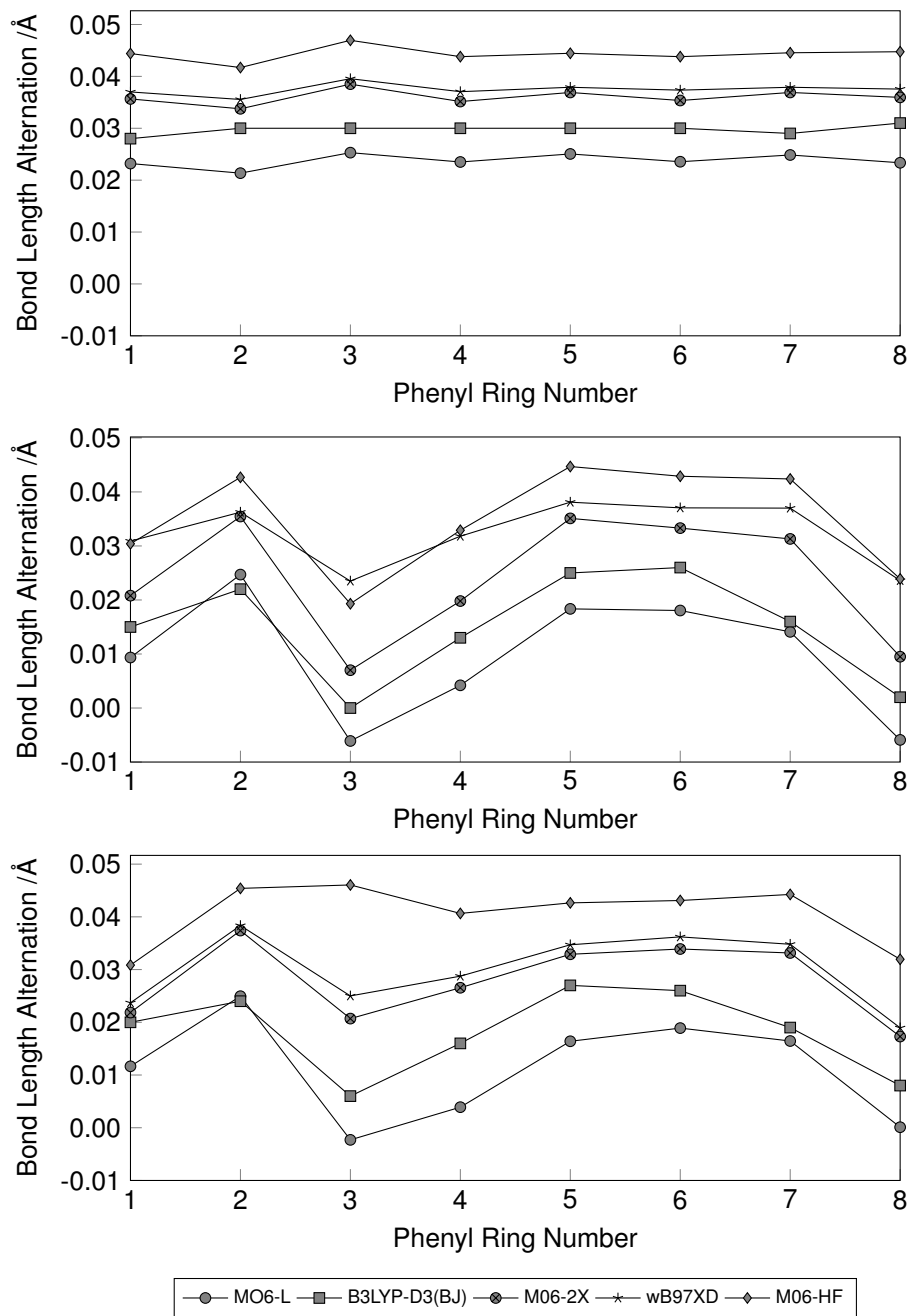 0.05
0.04
0.03
0.02
0.01
0.00
-0.01
Bond Length Alternation /Å
1 2 3 4 5 6 7 8
Phenyl Ring Number
0.05
0.04
0.03
0.02
0.01
0.00
-0.01
Bond Length Alternation /Å
1 2 3 4 5 6 7 8
Phenyl Ring Number
0.05
0.04
0.03
0.02
0.01
0.00
-0.01
Bond Length Alternation /Å
1 2 3 4 5 6 7 8
Phenyl Ring Number
MO6-L B3LYP-D3(BJ) M06-2X wB97XD M06-HF